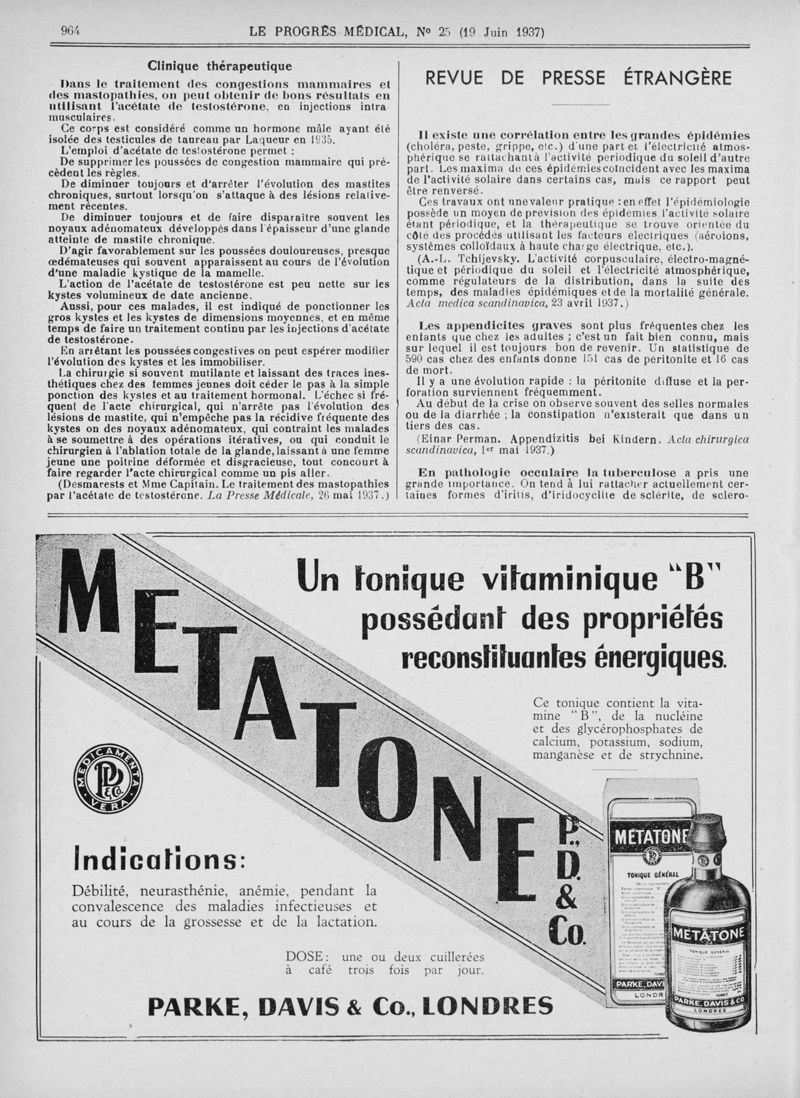 964
LE PROGRÈS MÉDICAL, No 25 (19 Juin 1937)
Clinique thérapeutique
Dans le traitement des congestions mammaires et
des mastopathies, on peut obtenir de bons résultats en
utilisant l'acétate de testostérone, en injections intra
musculaires.
Ce corps est considéré comme un hormone mâle ayant été
isolée des testicules de taureau par Laqueur en 1935.
L'emploi d'acétate de testostérone permet :
De supprimer les poussées de congestion mammaire qui pré-
cèdent les règles.
De diminuer toujours et d'arrêter l'évolution des mastites
chroniques, surtout lorsqu'on s'attaque à des lésions relative-
ment récentes.
De diminuer toujours et de faire disparaître souvent les
noyaux adénomateux développés dans l'épaisseur d'une glande
atteinte de mastite chronique.
D'agir favorablement sur les poussées douloureuses, presque
œdémateuses qui souvent apparaissent au cours de l'évolution
d'une maladie kystique de la mamelle.
L'action de l'acétate de testostérone est peu nette sur les
kystes volumineux de date ancienne.
Aussi, pour ces malades, il est indiqué de ponctionner les
gros kystes et les kystes de dimensions moyennes, et en même
temps de faire un traitement continu par les injections d'acétate
de testostérone.
En arrêtant les poussées congestives on peut espérer modifier
l'évolution des kystes et les immobiliser.
La chirurgie si souvent mutilante et laissant des traces ines-
thétiques chez des femmes jeunes doit céder le pas à la simple
ponction des kystes et au traitement hormonal. L'échec si fré-
quent de l'acte chirurgical, qui n'arrête pas l'évolution des
lésions de mastite, qui n'empêche pas la récidive fréquente des
kystes on des noyaux adénomateux, qui contraint les malades
à se soumettre à des opérations itératives, ou qui conduit le
chirurgien à l'ablation totale de la glande, laissant à une femme
jeune une poitrine déformée et disgracieuse, tout concourt à
faire regarder l'acte chirurgical comme un pis aller.
(Desmarests et Mme Capitain. Le traitement des mastopathies
par l'acétate de testostérone. La Presse Médicale, 26 mai 1937.)
REVUE DE PRESSE ÉTRANGÈRE
Il existe une corrélation entre les grandes épidémies
(choléra, peste, grippe, etc.) d'une part et l'électricité atmos-
phérique se rattachant à l'activité periodique du soleil d'autre
part. Les maxima de ces épidémies coïncident avec les maxima
de l'activité solaire dans certains cas, mais ce rapport peut
être renversé.
Ces travaux ont une valeur pratique : en effet l'épidémiologie
possède un moyen de prevision des épidemies l'activité solaire
étant périodique, et la thérapeutique se trouve orientée du
côté des procédés utilisant les facteurs électriques (aéroions,
systèmes colloïdaux à haute charge électrique, etc.).
(A.-L. Tchijevsky. L'activité corpusculaire, électro-magné-
tique et périodique du soleil et l'électricité atmosphérique,
comme régulateurs de la distribution, dans la suite des
temps, des maladies épidémiques et de la mortalité générale.
Acta medica scandinavica, 23 avril 1937.)
Les appendicites graves sont plus fréquentes chez les
enfants que chez les adultes ; c'est un fait bien connu, mais
sur lequel il est toujours bon de revenir. Un statistique de
590 cas chez des enfants donne 151 cas de peritonite et 16 cas
de mort.
Il y a une évolution rapide : la péritonite diffuse et la per-
foration surviennent fréquemment.
Au début de la crise on observe souvent des selles normales
ou de la diarrhée ; la constipation n'existerait que dans un
tiers des cas.
(Einar Perman. Appendizitis bei Kindern. Acta chirurgica
scandinavica, 1er mai 1937.)
En pathologie occulaire la tuberculose a pris une
grande importance. On tend à lui rattacher actuellement cer-
taines formes d'iritis, d'iridocyclite de sclérite, de sclero-
METATONE
P., D. & Co.
Un tonique vitaminique "B"
possédant des propriétés
reconstituantes énergiques.
Ce tonique contient la vita-
mine "B", de la nucléine
et des glycérophosphates de
calcium, potassium, sodium,
manganèse et de strychnine.
MEDICAMENTA
P.D. & Co.
VERA
Indications:
Débilité, neurasthénie, anémie, pendant la
convalescence des maladies infectieuses et
au cours de la grossesse et de la lactation.
DOSE: une ou deux cuillerées
à café trois fois par jour.
PARKE, DAVIS & Co., LONDRES
METATONE
TONIQUE GÉNÉRAL
PARKE, DAVI
LONDR
METATONE
TONIQUE GÉNÉRAL
PARKE, DAVIS & CO
LONDRES